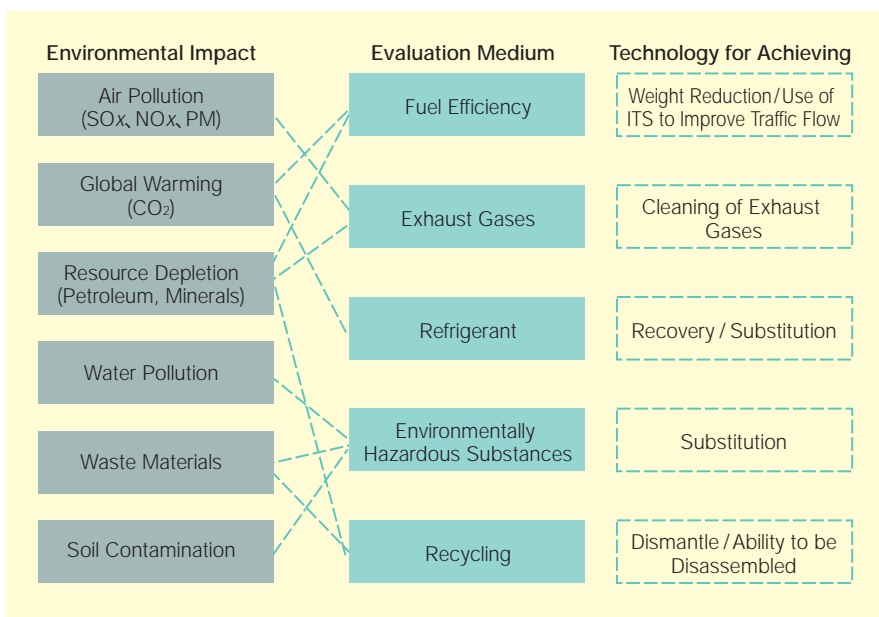 Environmental Impact
Air Pollution
(SOx、NOx、PM)
Global Warming
(CO₂)
Resource Depletion
(Petroleum, Minerals)
Water Pollution
Waste Materials
Soil Contamination
Evaluation Medium
Fuel Efficiency
Exhaust Gases
Refrigerant
Environmentally
Hazardous Substances
Recycling
Technology for Achieving
Weight Reduction/Use of
ITS to Improve Traffic Flow
Cleaning of Exhaust
Gases
Recovery / Substitution
Substitution
Dismantle / Ability to be
Disassembled